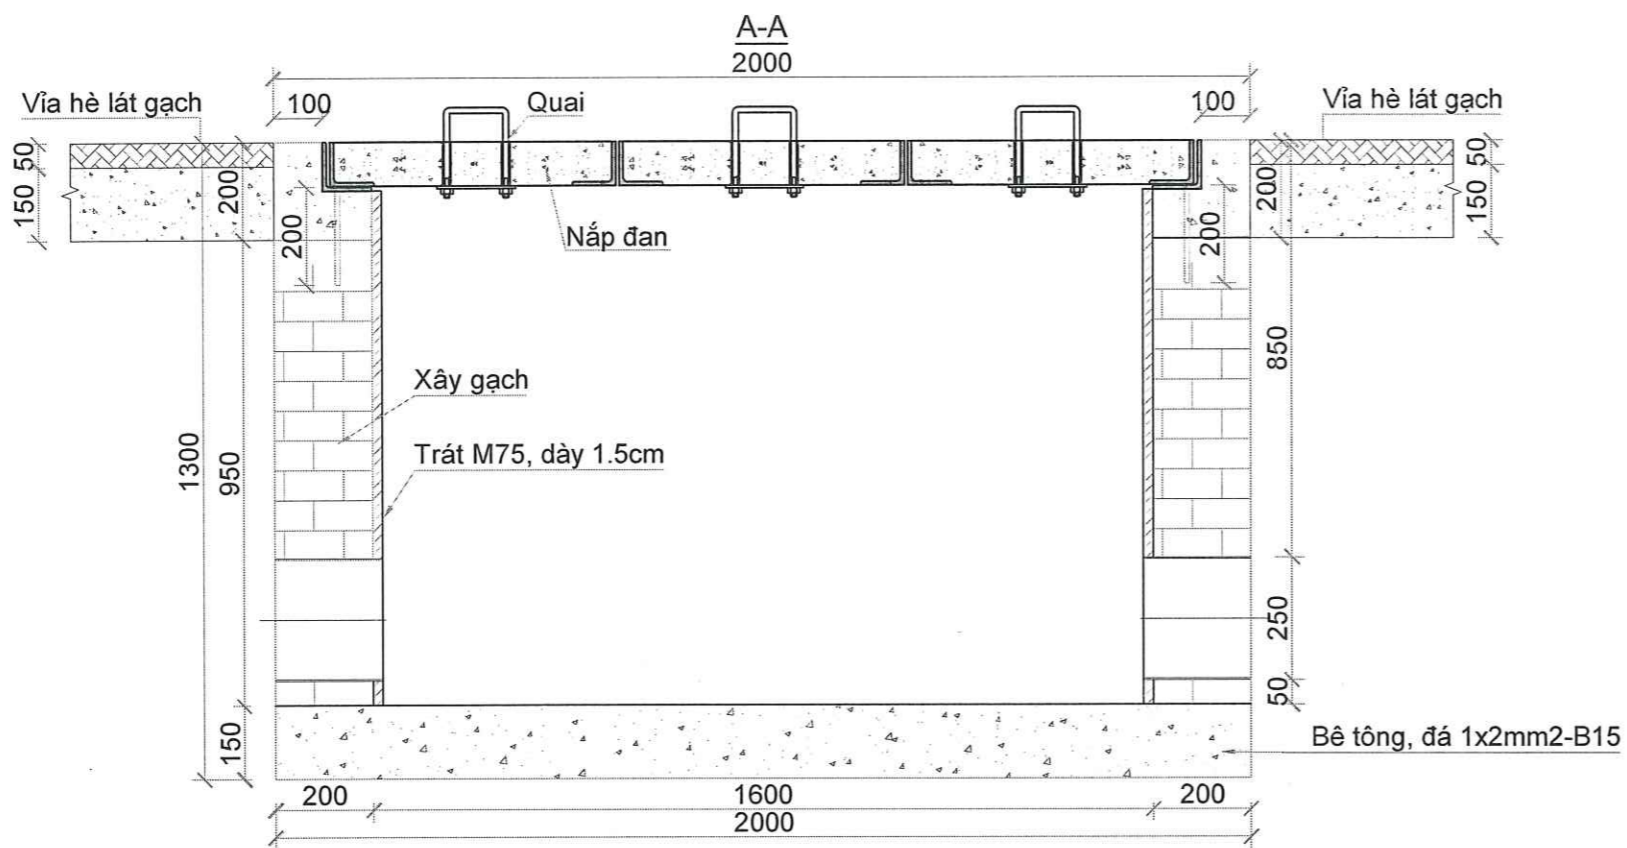 A-A
2000
Vỉa hè lát gạch
100
Quai
100
Vỉa hè lát gạch
50
150
200
200
Nắp đan
200
200
50
150
850
Xây gạch
Trát M75, dày 1.5cm
1300
950
250
50
150
Bê tông, đá 1x2mm2-B15
200
1600
200
2000